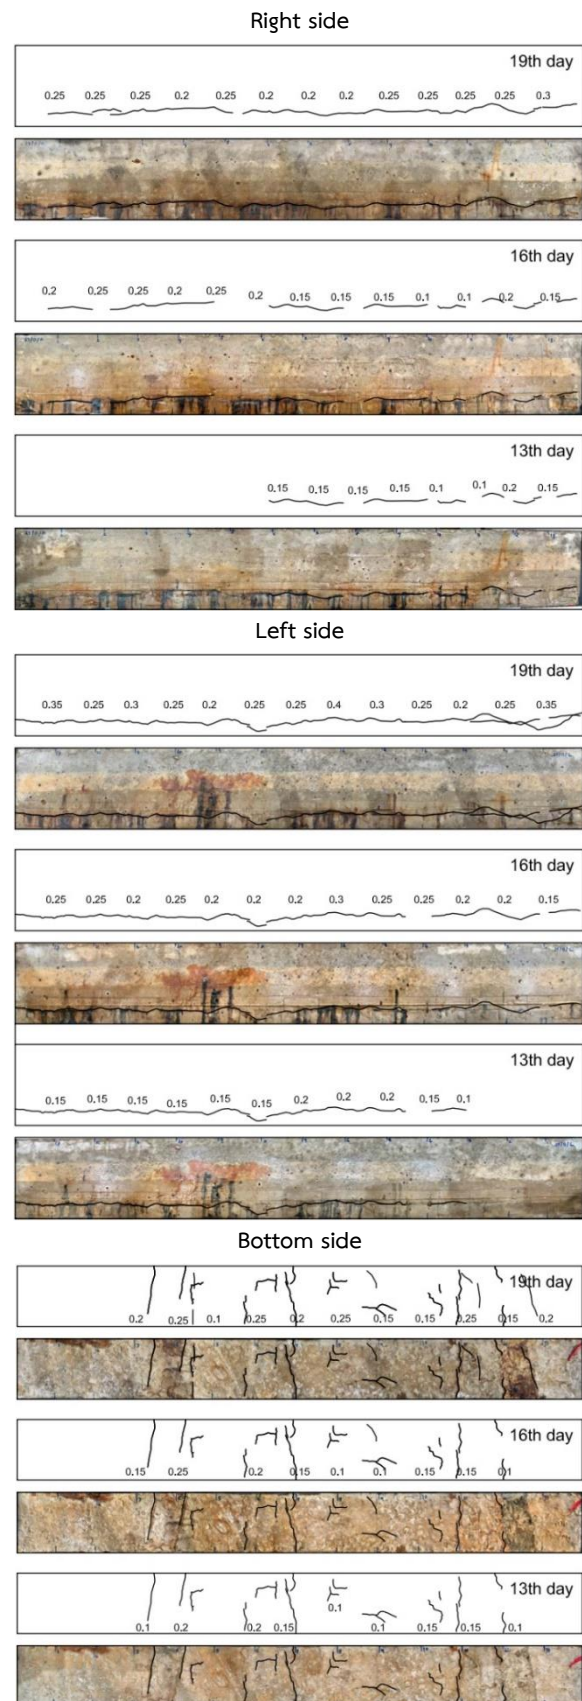 Right side
19th day
0.25 0.25 0.25 0.2 0.25 0.2 0.2 0.2 0.25 0.25 0.25 0.25 0.3
16th day
0.2 0.25 0.25 0.2 0.25 0.2 0.15 0.15 0.15 0.1 0.1 0.2 0.15
13th day
0.15 0.15 0.15 0.15 0.1 0.1 0.2 0.15
Left side
19th day
0.35 0.25 0.3 0.25 0.2 0.25 0.25 0.4 0.3 0.25 0.2 0.25 0.35
16th day
0.25 0.25 0.2 0.25 0.2 0.2 0.2 0.3 0.25 0.25 0.2 0.2 0.15
13th day
0.15 0.15 0.15 0.15 0.15 0.15 0.2 0.2 0.2 0.15 0.1
Bottom side
19th day
0.2 0.25 0.1 0.25 0.2 0.25 0.15 0.15 0.25 0.15 0.2
16th day
0.15 0.25 0.2 0.15 0.1 0.1 0.15 0.15 0.1
13th day
0.1
0.1 0.2 0.2 0.15 0.1 0.15 0.15 0.1